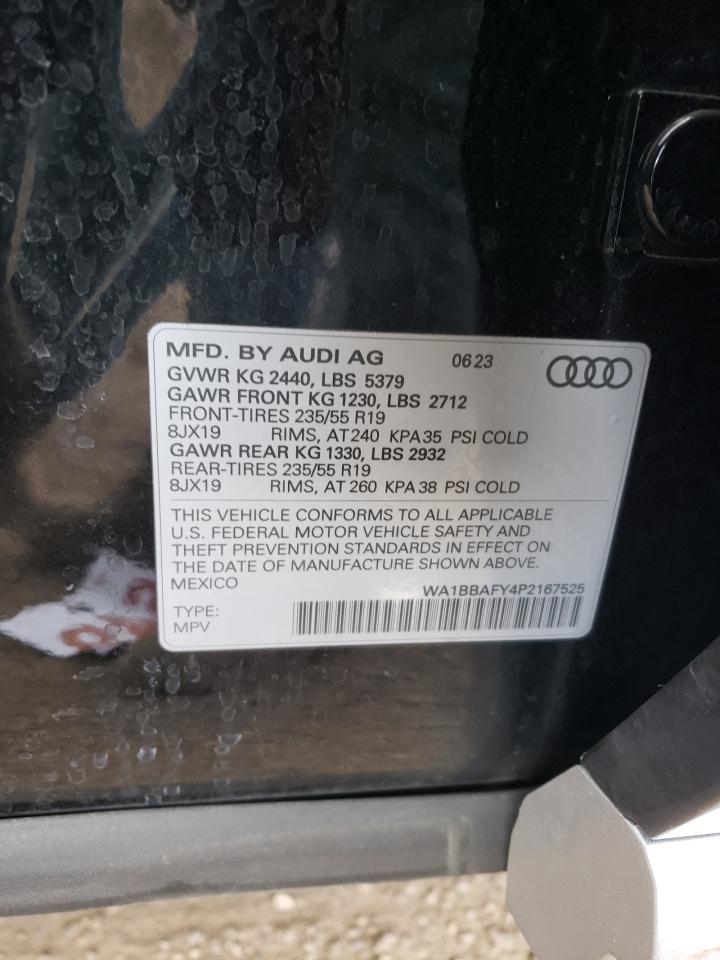 MFD. BY AUDI AG 0623
GVWR KG 2440, LBS 5379
GAWR FRONT KG 1230, LBS 2712
FRONT-TIRES 235/55 R19
8JX19 RIMS, AT 240 KPA 35 PSI COLD
GAWR REAR KG 1330, LBS 2932
REAR-TIRES 235/55 R19
8JX19 RIMS, AT 260 KPA 38 PSI COLD
THIS VEHICLE CONFORMS TO ALL APPLICABLE
U.S. FEDERAL MOTOR VEHICLE SAFETY AND
THEFT PREVENTION STANDARDS IN EFFECT ON
THE DATE OF MANUFACTURE SHOWN ABOVE.
MEXICO
WA1BBAFY4P2167525
TYPE:
MPV